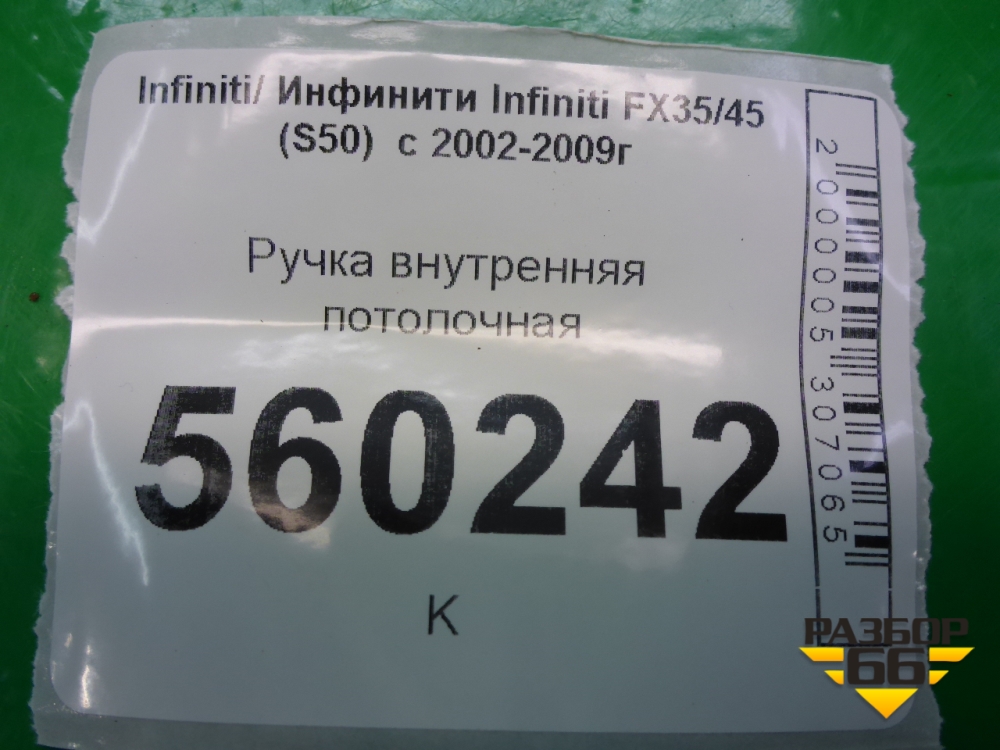 Infiniti/ Инфинити Infiniti FX35/45
(S50) с 2002-2009г
Ручка внутренняя
потолочная
560242
К
2000005307065
РАЗБОР
66